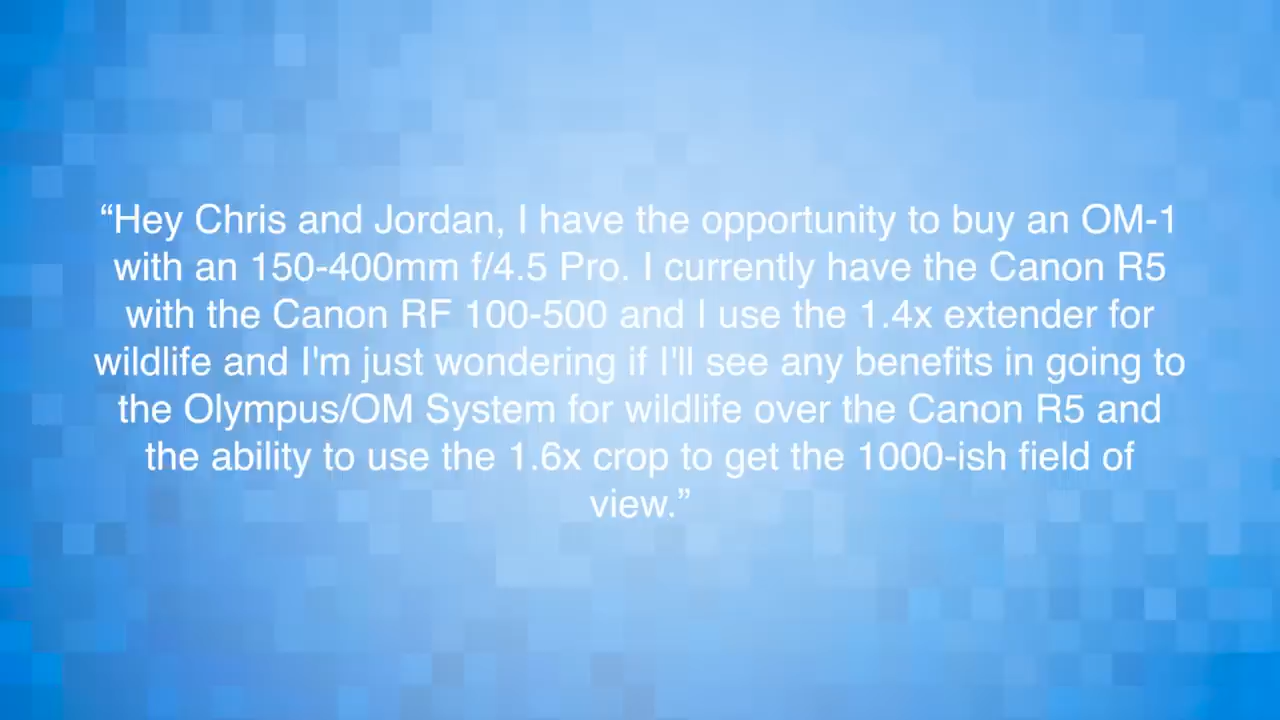 “Hey Chris and Jordan, I have the opportunity to buy an OM-1
with an 150-400mm f/4.5 Pro. I currently have the Canon R5
with the Canon RF 100-500 and I use the 1.4x extender for
wildlife and I'm just wondering if I'll see any benefits in going to
the Olympus/OM System for wildlife over the Canon R5 and
the ability to use the 1.6x crop to get the 1000-ish field of
view.”